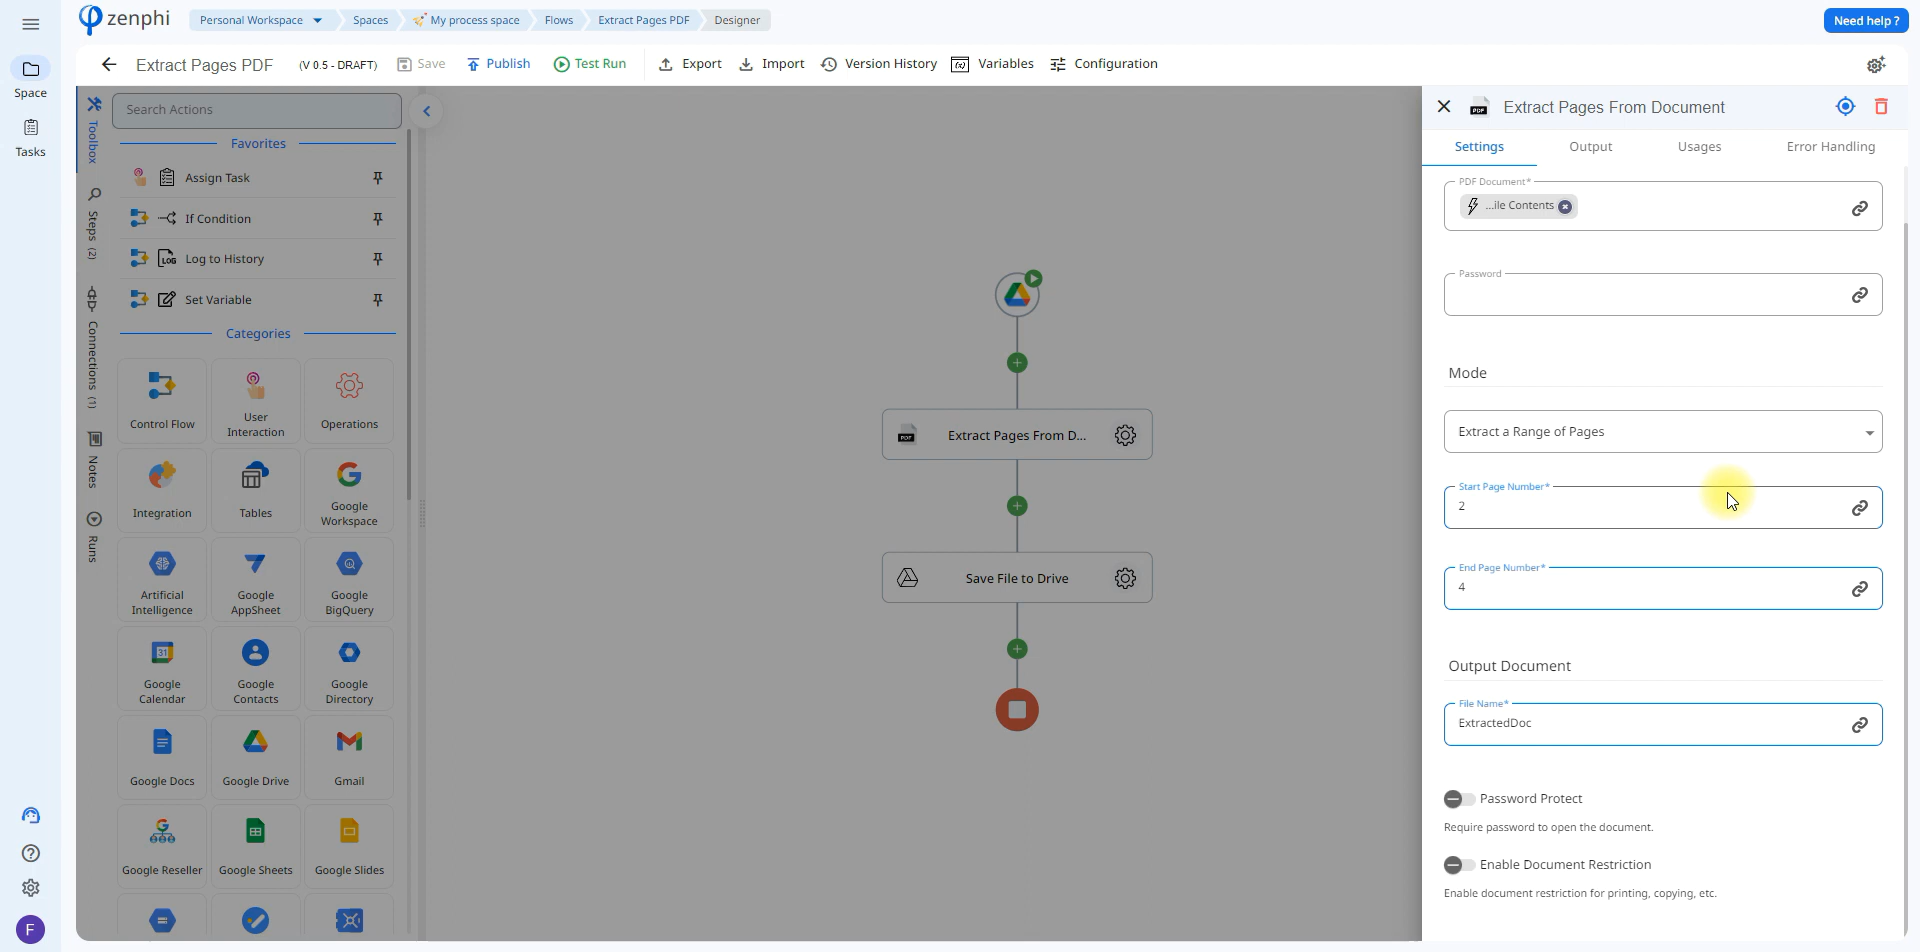 zenphi
Personal Workspace
Spaces
My process space
Flows
Extract Pages PDF
Designer
Need help ?
Extract Pages PDF
(V 0.5 - DRAFT)
Save
Publish
Test Run
Export
Import
Version History
(x)
Variables
Configuration
Space
Tasks
F
Toolbox
Steps (2)
Connections (1)
Notes
Runs
Search Actions
Favorites
Assign Task
If Condition
LOG
Log to History
Set Variable
Categories
Control Flow
User
Interaction
Operations
Integration
Tables
Google
Workspace
Artificial
Intelligence
Google
AppSheet
Google
BigQuery
31
Google
Calendar
Google
Contacts
Google
Directory
Google Docs
Google Drive
Gmail
Google Reseller
Google Sheets
Google Slides
PDF
Extract Pages From D...
Save File to Drive
PDF
Extract Pages From Document
Settings
Output
Usages
Error Handling
PDF Document*
...ile Contents
Password
Mode
Extract a Range of Pages
Start Page Number*
2
End Page Number*
4
Output Document
File Name*
ExtractedDoc
Password Protect
Require password to open the document.
Enable Document Restriction
Enable document restriction for printing, copying, etc.